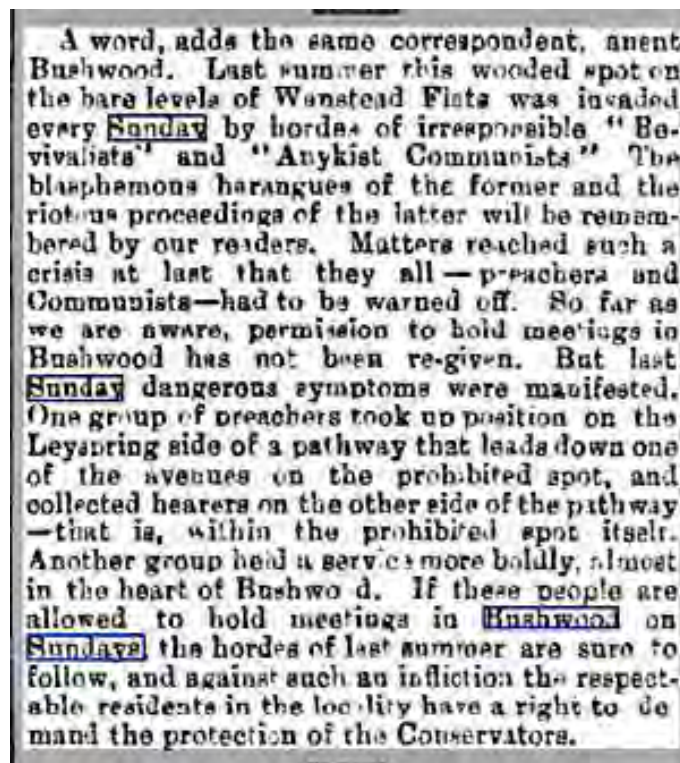 A word, adds the same correspondent, anent
Bushwood. Last summer this wooded spot on
the bare levels of Wanstead Flats was invaded
every Sunday by hordes of irresponsible "Re-
vivalists" and "Anykist Communists" The
blasphemous harangues of the former and the
riotous proceedings of the latter will be remem-
bered by our readers. Matters reached such a
crisis at last that they all—preachers and
Communists—had to be warned off. So far as
we are aware, permission to hold meetings in
Bushwood has not been re-given. But last
Sunday dangerous symptoms were manifested.
One group of preachers took up position on the
Leyspring side of a pathway that leads down one
of the avenues on the prohibited spot, and
collected hearers on the other side of the pathway
—that is, within the prohibited spot itself.
Another group held a service more boldly, almost
in the heart of Bushwo d. If these people are
allowed to hold meetings in Bushwood on
Sundays the hordes of last summer are sure to
follow, and against such an infliction the respect-
able residents in the locality have a right to de
mand the protection of the Conservators.